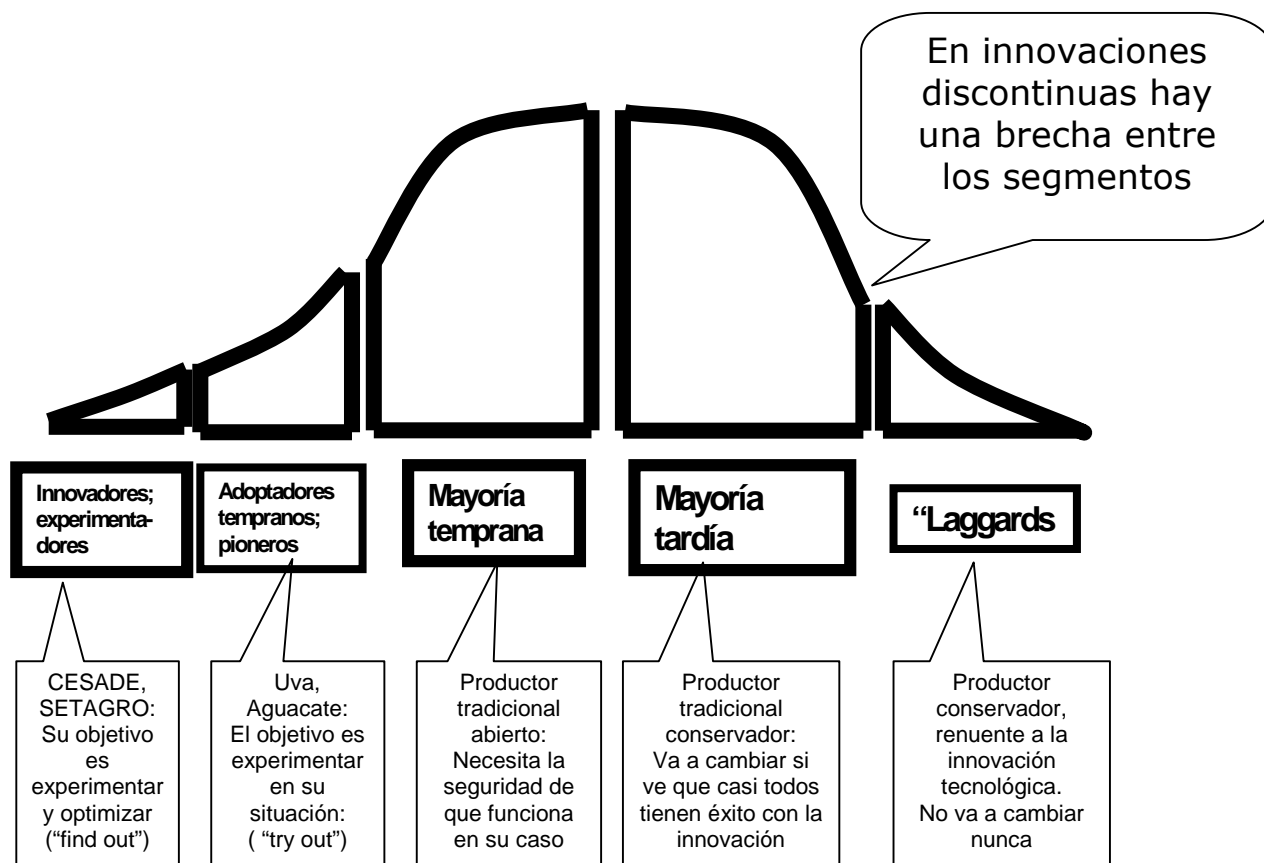 En innovaciones
discontinuas hay
una brecha entre
los segmentos
Innovadores;
experimenta-
dores
Adoptadores
tempranos;
pioneros
Mayoría
temprana
Mayoría
tardía
“Laggards
CESADE,
SETAGRO:
Su objetivo
es
experimentar
y optimizar
(“find out”)
Uva,
Aguacate:
El objetivo es
experimentar
en su
situación:
( “try out”)
Productor
tradicional
abierto:
Necesita la
seguridad de
que funciona
en su caso
Productor
tradicional
conservador:
Va a cambiar si
ve que casi todos
tienen éxito con la
innovación
Productor
conservador,
renuente a la
innovación
tecnológica.
No va a cambiar
nunca